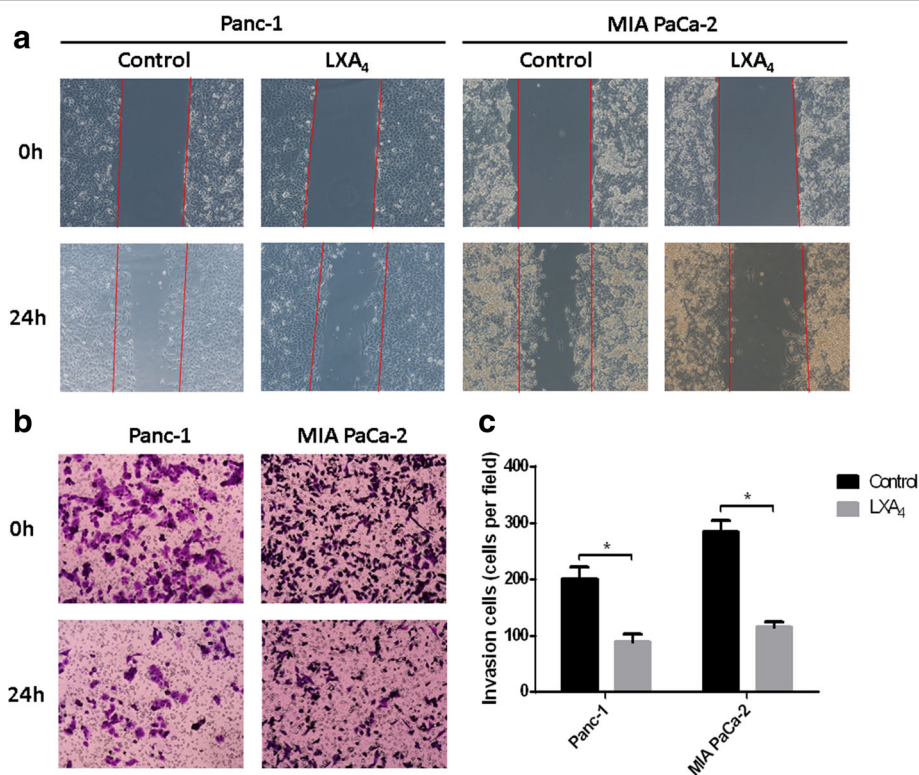 a
Panc-1
MIA PaCa-2
Control
LXA₄
Control
LXA₄
0h
24h
b
Panc-1
MIA PaCa-2
0h
24h
c
Invasion cells (cells per field)
400
300
200
100
0
*
*
Control
LXA₄
Panc-1
MIA PaCa-2